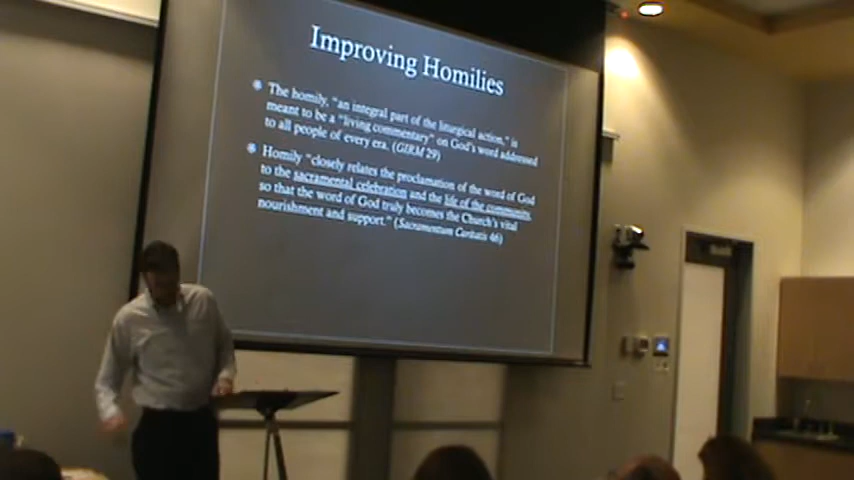 Improving Homilies
The homily, "an integral part of the liturgical action," is
meant to be a "living commentary" on God's word addressed
to all people of every era. (GIRM 29)
Homily "closely relates the proclamation of the word of God
to the sacramental celebration and the life of the community,
so that the word of God truly becomes the Church's vital
nourishment and support." (Sacramentum Caritatis 46)